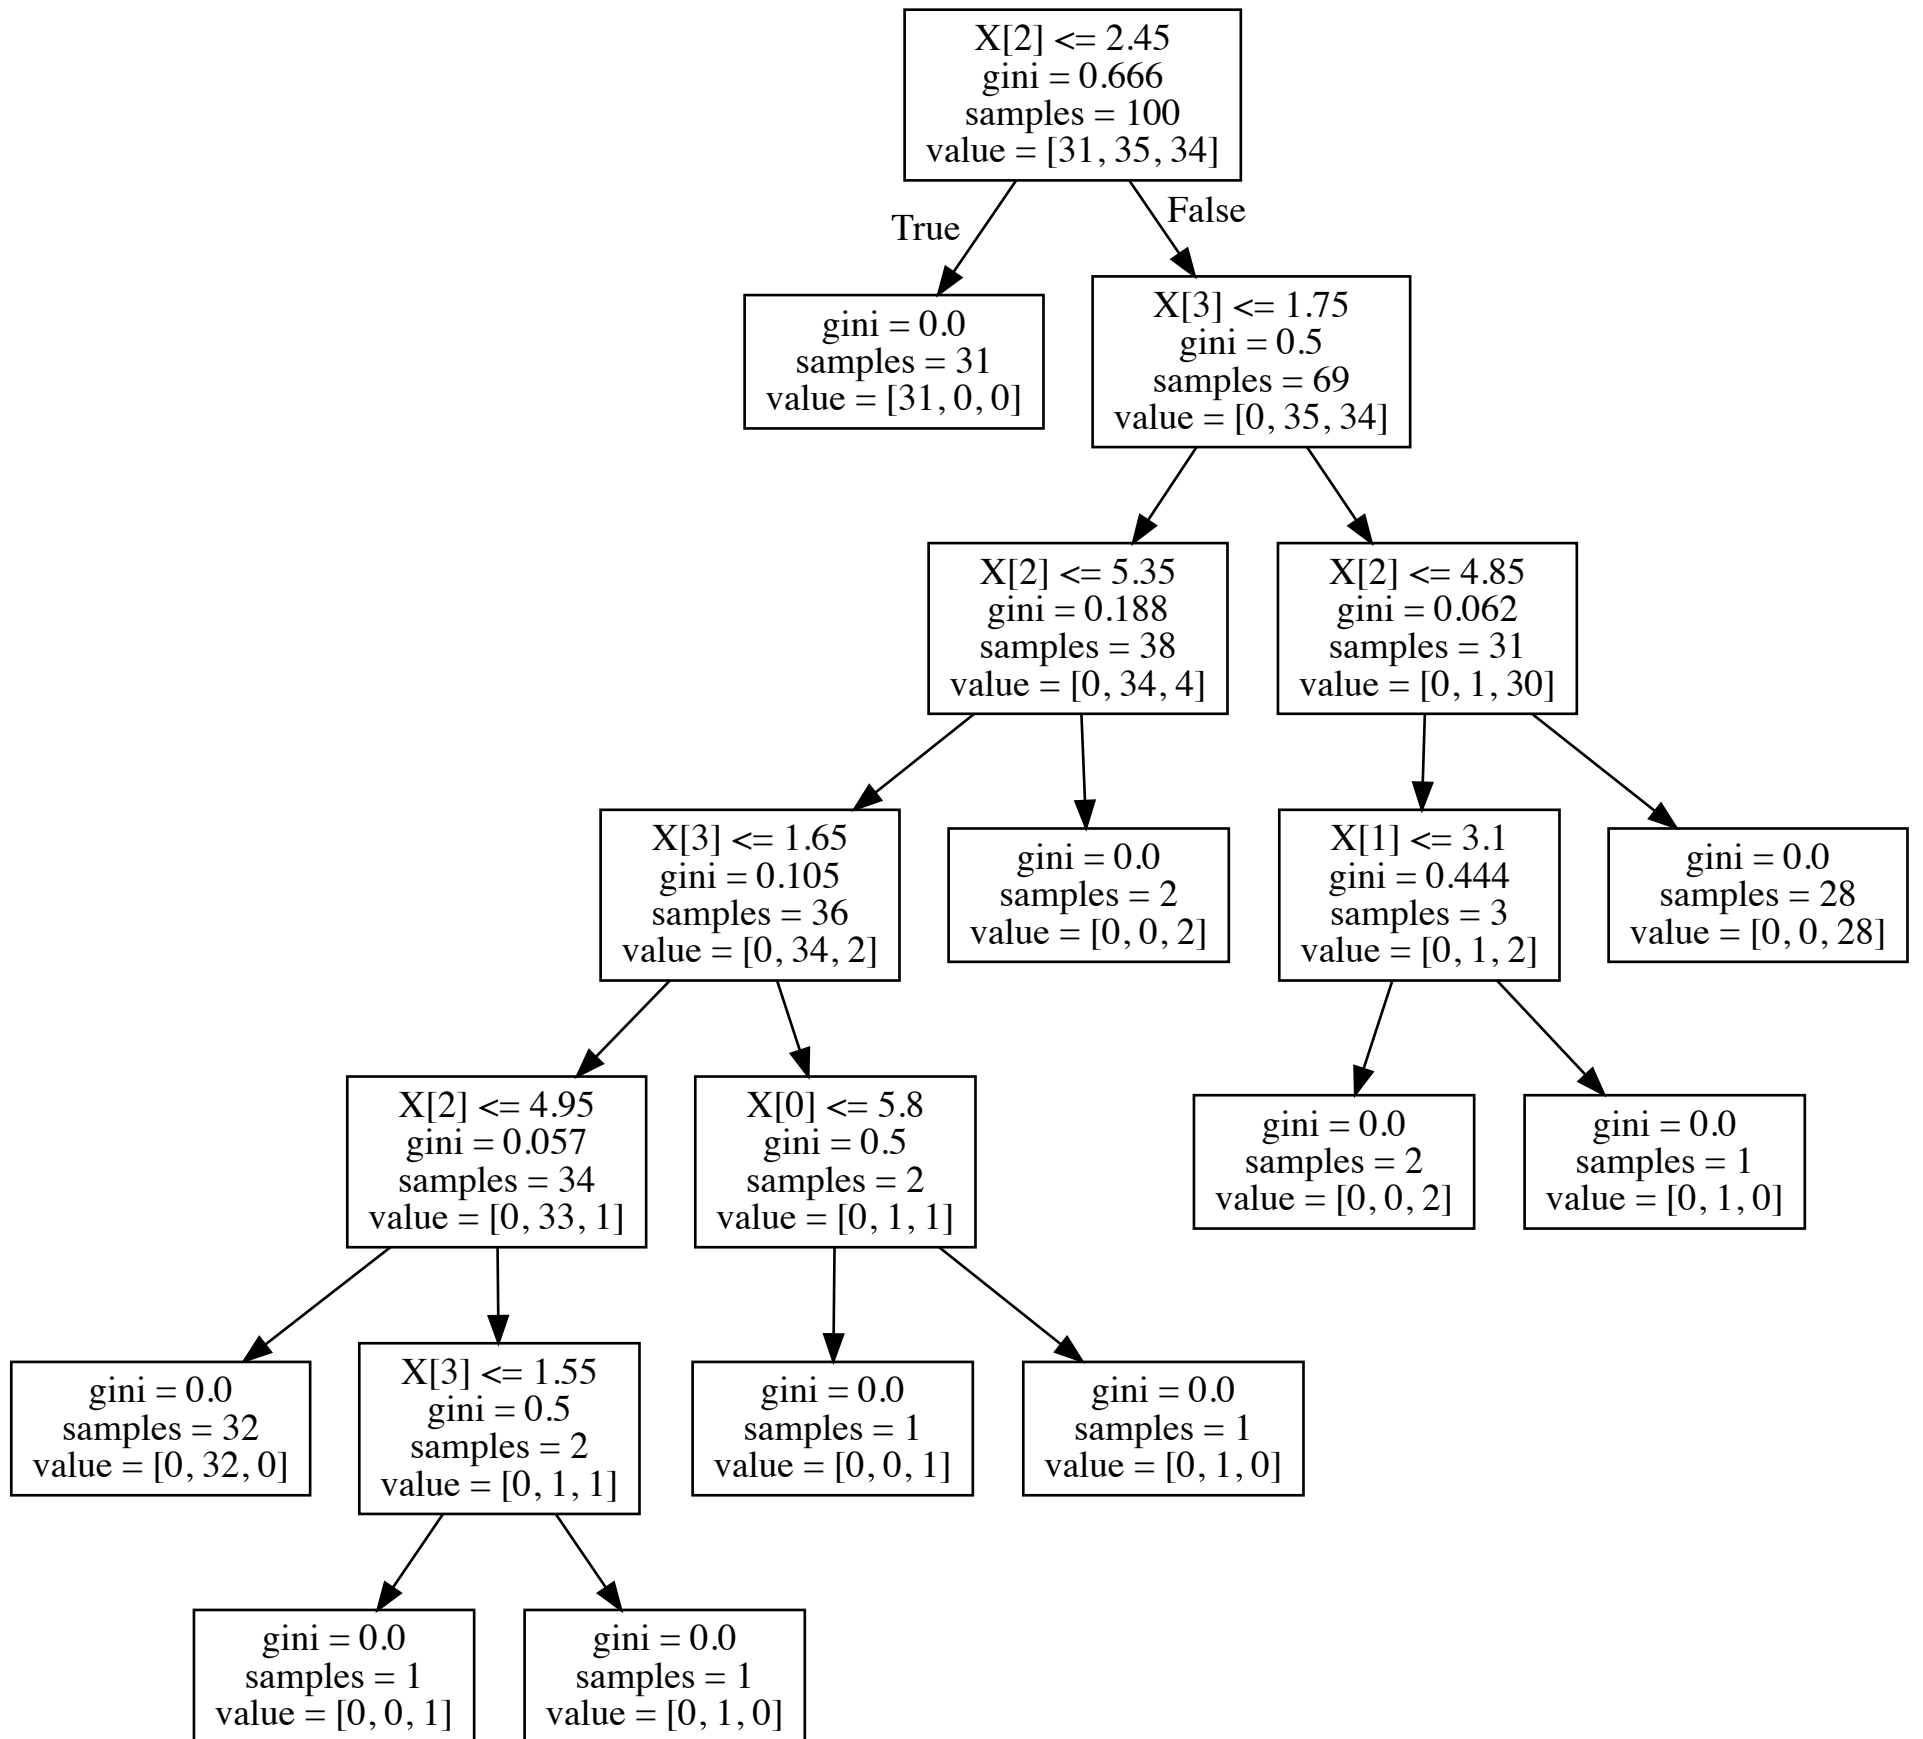 X[2] <= 2.45
gini = 0.666
samples = 100
value = [31, 35, 34]
True
False
gini = 0.0
samples = 31
value = [31, 0, 0]
X[3] <= 1.75
gini = 0.5
samples = 69
value = [0, 35, 34]
X[2] <= 5.35
gini = 0.188
samples = 38
value = [0, 34, 4]
X[2] <= 4.85
gini = 0.062
samples = 31
value = [0, 1, 30]
X[3] <= 1.65
gini = 0.105
samples = 36
value = [0, 34, 2]
gini = 0.0
samples = 2
value = [0, 0, 2]
X[1] <= 3.1
gini = 0.444
samples = 3
value = [0, 1, 2]
gini = 0.0
samples = 28
value = [0, 0, 28]
X[2] <= 4.95
gini = 0.057
samples = 34
value = [0, 33, 1]
X[0] <= 5.8
gini = 0.5
samples = 2
value = [0, 1, 1]
gini = 0.0
samples = 2
value = [0, 0, 2]
gini = 0.0
samples = 1
value = [0, 1, 0]
gini = 0.0
samples = 32
value = [0, 32, 0]
X[3] <= 1.55
gini = 0.5
samples = 2
value = [0, 1, 1]
gini = 0.0
samples = 1
value = [0, 0, 1]
gini = 0.0
samples = 1
value = [0, 1, 0]
gini = 0.0
samples = 1
value = [0, 0, 1]
gini = 0.0
samples = 1
value = [0, 1, 0]